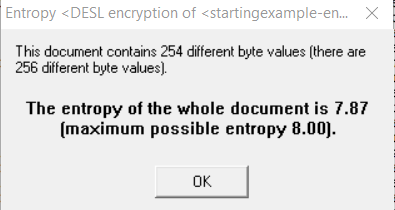 Entropy <DESL encryption of <startingexample-en...
This document contains 254 different byte values (there are
256 different byte values).
The entropy of the whole document is 7.87
(maximum possible entropy 8.00).
OK